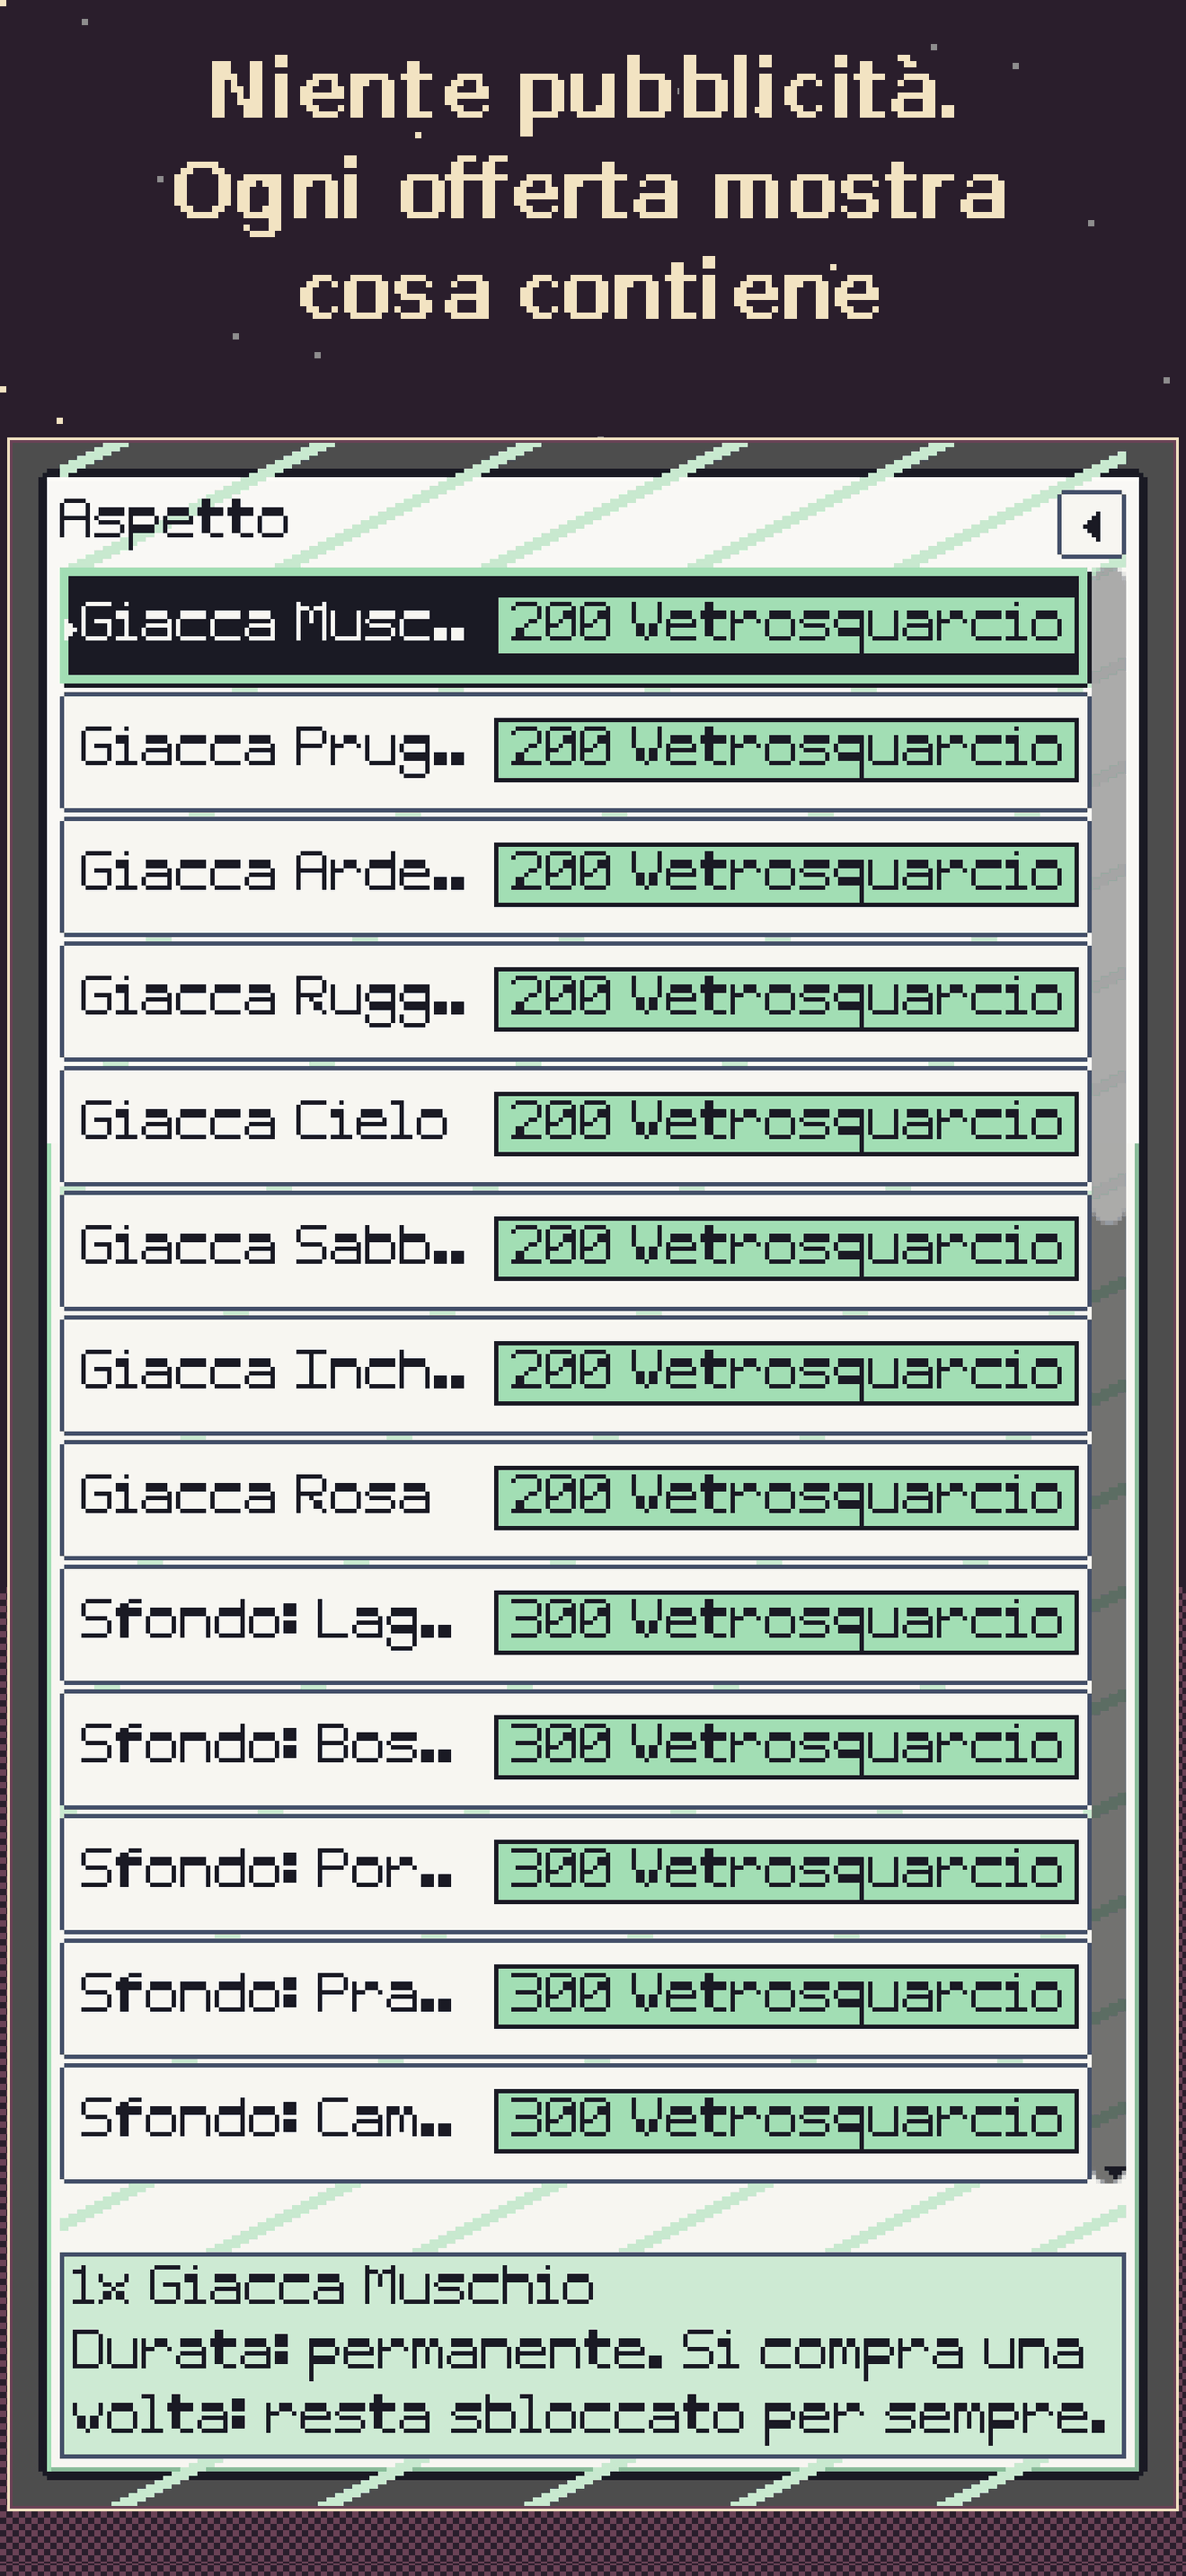 Niente pubblicità.
Ogni offerta mostra
cosa contiene
Aspetto
Giacca Musc.. 200 Vetrosquarcio
Giacca Prug.. 200 Vetrosquarcio
Giacca Arde.. 200 Vetrosquarcio
Giacca Rugg.. 200 Vetrosquarcio
Giacca Cielo 200 Vetrosquarcio
Giacca Sabb.. 200 Vetrosquarcio
Giacca Inch.. 200 Vetrosquarcio
Giacca Rosa 200 Vetrosquarcio
Sfondo: Lag.. 300 Vetrosquarcio
Sfondo: Bos.. 300 Vetrosquarcio
Sfondo: Por.. 300 Vetrosquarcio
Sfondo: Pra.. 300 Vetrosquarcio
Sfondo: Cam.. 300 Vetrosquarcio
1x Giacca Muschio
Durata: permanente. Si compra una
volta: resta sbloccato per sempre.